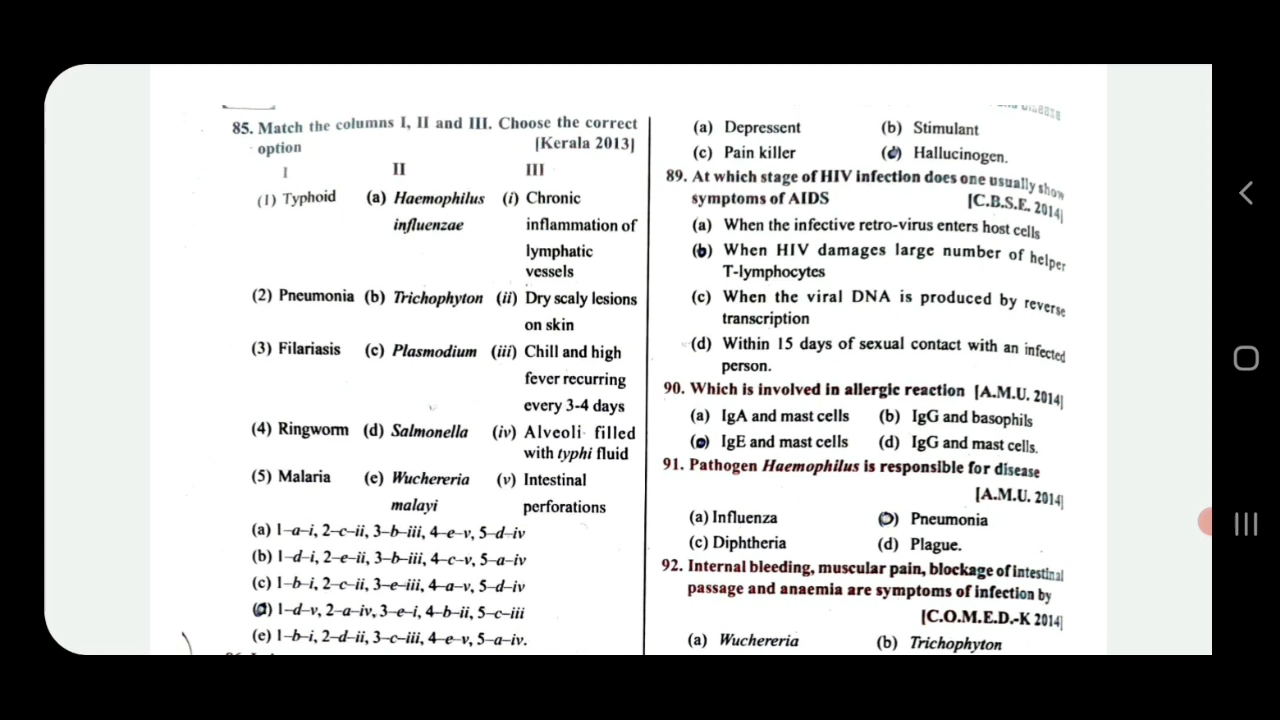 85. Match the columns I, II and III. Choose the correct
option [Kerala 2013]
I II III
(1) Typhoid (a) Haemophilus (i) Chronic
influenzae inflammation of
lymphatic
vessels
(2) Pneumonia (b) Trichophyton (ii) Dry scaly lesions
on skin
(3) Filariasis (c) Plasmodium (iii) Chill and high
fever recurring
every 3-4 days
(4) Ringworm (d) Salmonella (iv) Alveoli filled
with typhi fluid
(5) Malaria (e) Wuchereria (v) Intestinal
malayi perforations
(a) 1–a–i, 2–c–ii, 3–b–iii, 4–e–v, 5–d–iv
(b) 1–d–i, 2–e–ii, 3–b–iii, 4–c–v, 5–a–iv
(c) 1–b–i, 2–c–ii, 3–e–iii, 4–a–v, 5–d–iv
(d) 1–d–v, 2–a–iv, 3–e–i, 4–b–ii, 5–c–iii
(e) 1–b–i, 2–d–ii, 3–c–iii, 4–e–v, 5–a–iv.
and Disease
(a) Depressent (b) Stimulant
(c) Pain killer (d) Hallucinogen.
89. At which stage of HIV infection does one usually show
symptoms of AIDS [C.B.S.E. 2014]
(a) When the infective retro-virus enters host cells
(b) When HIV damages large number of helper
T-lymphocytes
(c) When the viral DNA is produced by reverse
transcription
(d) Within 15 days of sexual contact with an infected
person.
90. Which is involved in allergic reaction [A.M.U. 2014]
(a) IgA and mast cells (b) IgG and basophils
(c) IgE and mast cells (d) IgG and mast cells.
91. Pathogen Haemophilus is responsible for disease
[A.M.U. 2014]
(a) Influenza (b) Pneumonia
(c) Diphtheria (d) Plague.
92. Internal bleeding, muscular pain, blockage of intestinal
passage and anaemia are symptoms of infection by
[C.O.M.E.D.-K 2014]
(a) Wuchereria (b) Trichophyton